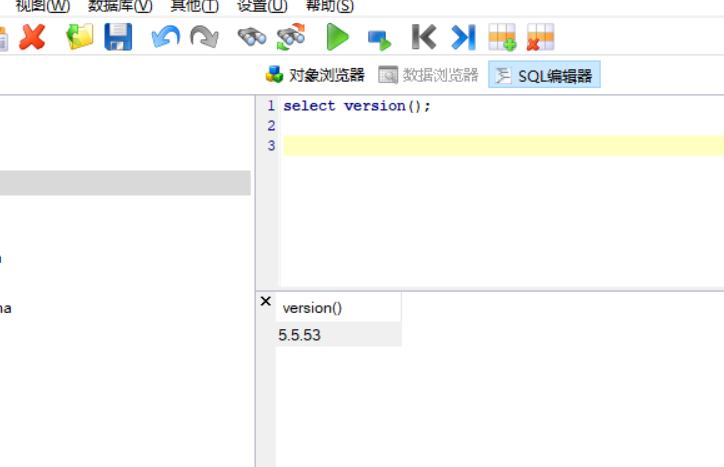 视图(W) 数据库(V) 其他(T) 设置(U) 帮助(S)
对象浏览器 数据浏览器 SQL编辑器
1 select version();
2
3
version()
5.5.53